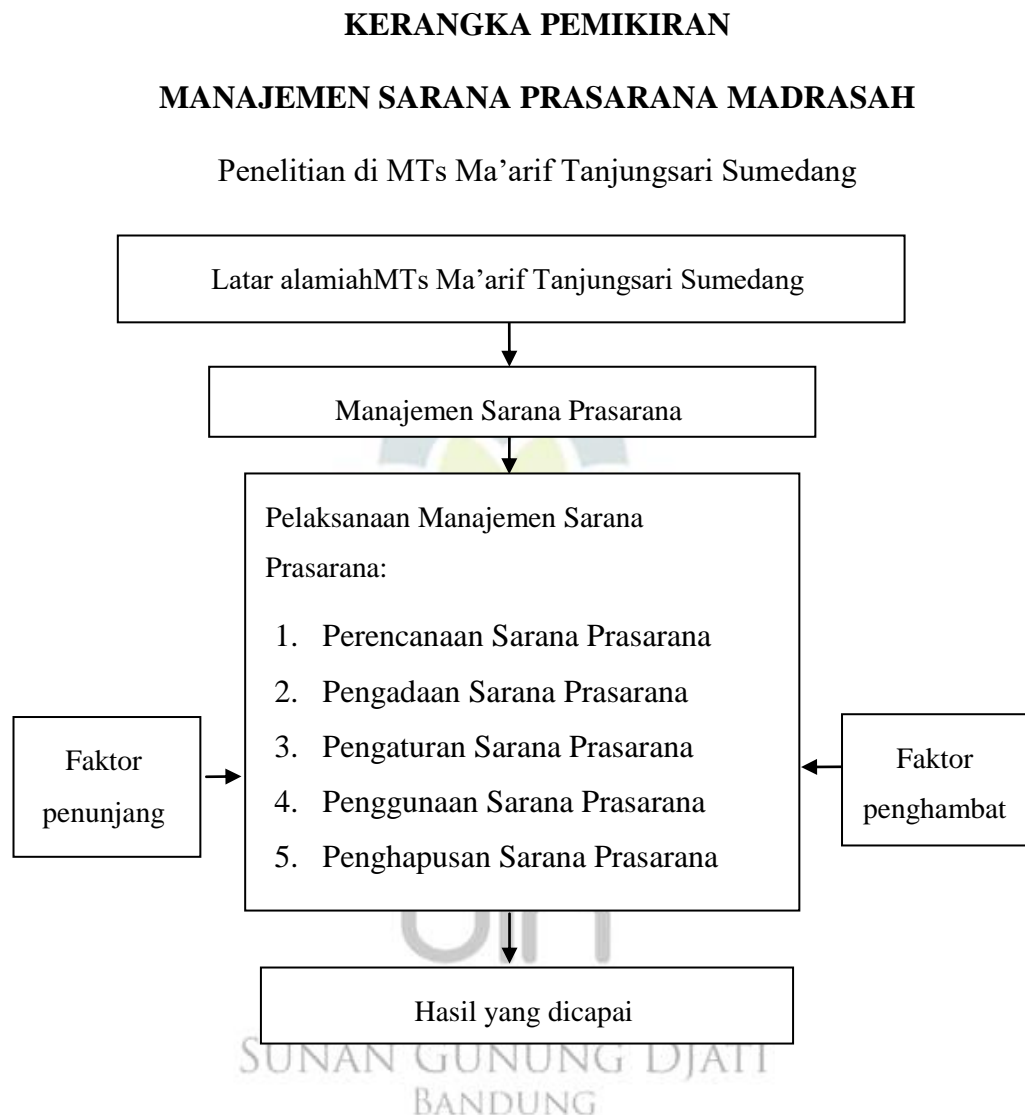 KERANGKA PEMIKIRAN
MANAJEMEN SARANA PRASARANA MADRASAH
Penelitian di MTs Ma’arif Tanjungsari Sumedang
Latar alamiahMTs Ma’arif Tanjungsari Sumedang
Manajemen Sarana Prasarana
Pelaksanaan Manajemen Sarana
Prasarana:
1. Perencanaan Sarana Prasarana
2. Pengadaan Sarana Prasarana
3. Pengaturan Sarana Prasarana
4. Penggunaan Sarana Prasarana
5. Penghapusan Sarana Prasarana
Faktor
penunjang
Faktor
penghambat
Hasil yang dicapai
SUNAN GUNUNG DJATI
BANDUNG